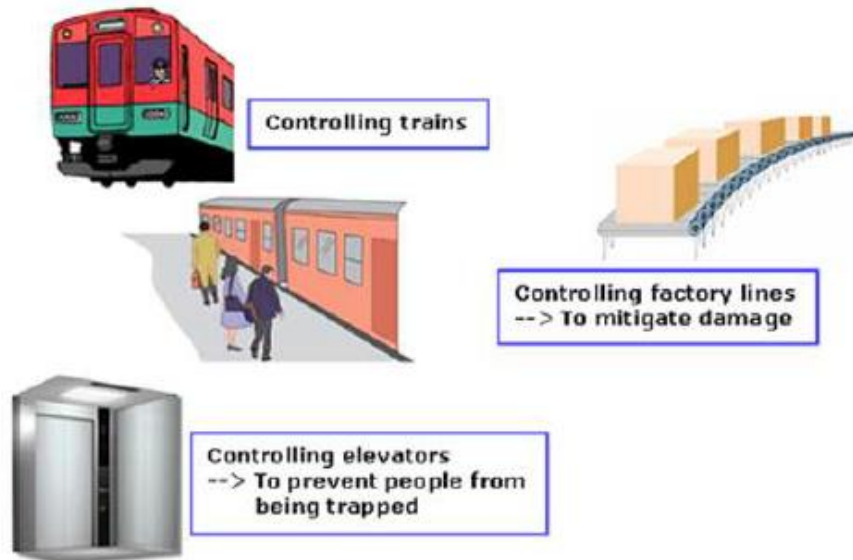 Controlling trains
Controlling factory lines
--> To mitigate damage
Controlling elevators
--> To prevent people from
being trapped